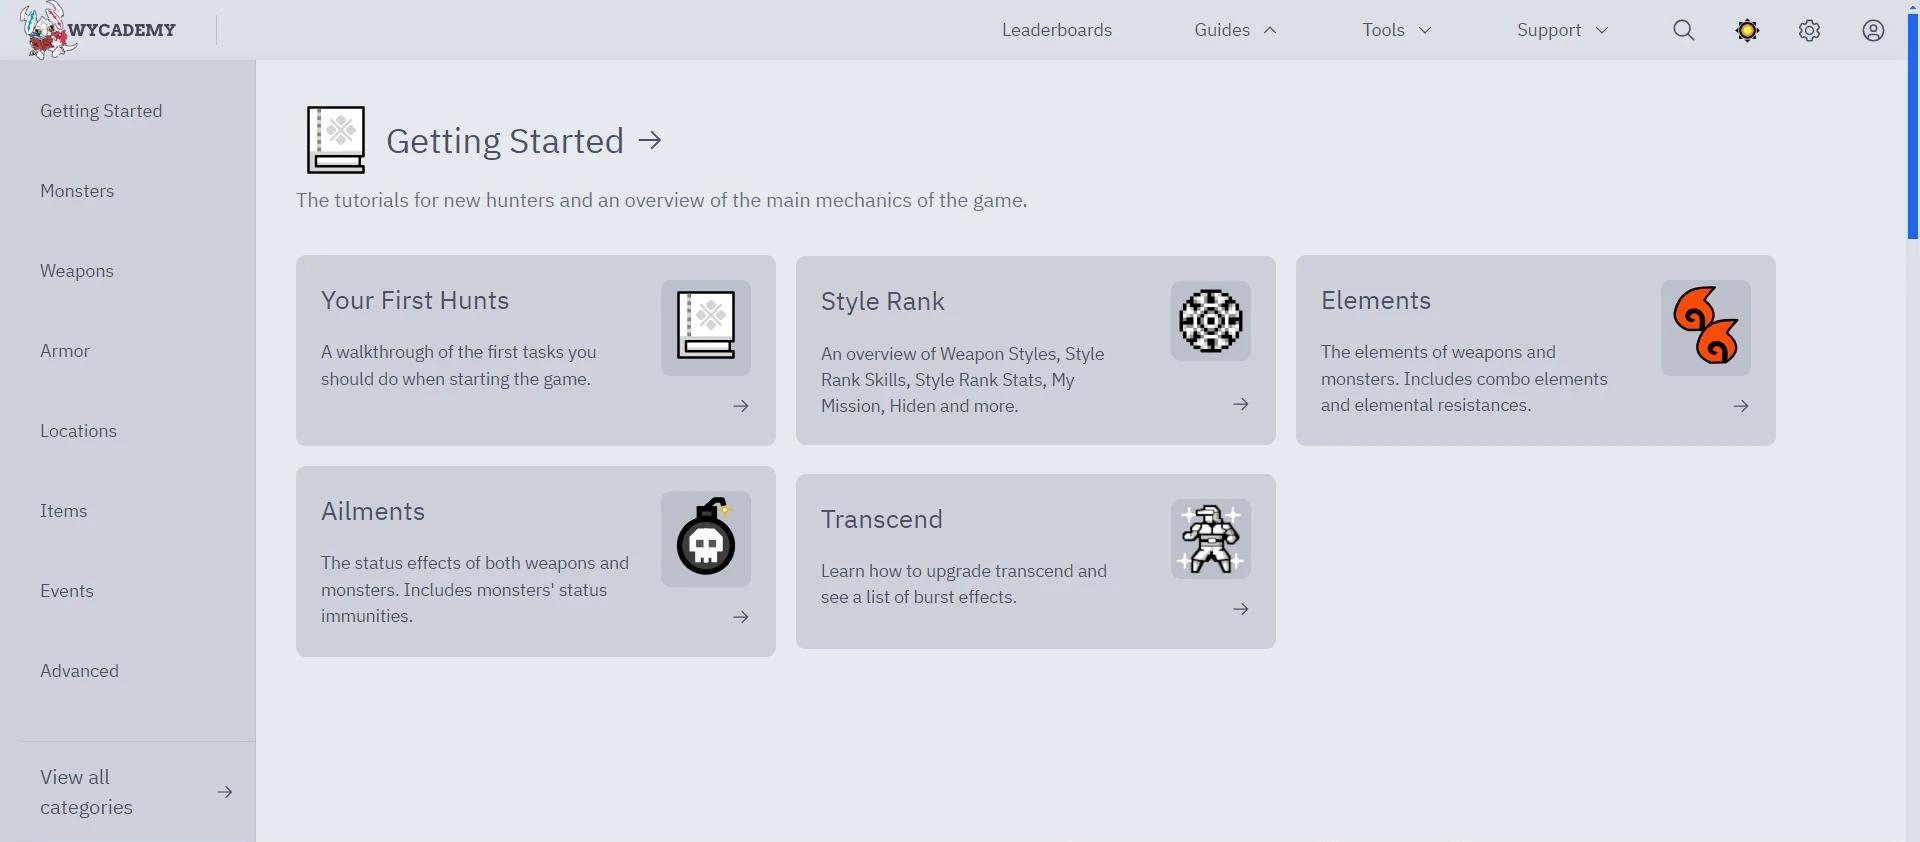 WYCADEMY
Leaderboards
Guides
Tools
Support
Getting Started
Monsters
Weapons
Armor
Locations
Items
Events
Advanced
View all
categories
Getting Started
The tutorials for new hunters and an overview of the main mechanics of the game.
Your First Hunts
A walkthrough of the first tasks you
should do when starting the game.
Style Rank
An overview of Weapon Styles, Style
Rank Skills, Style Rank Stats, My
Mission, Hiden and more.
Elements
The elements of weapons and
monsters. Includes combo elements
and elemental resistances.
Ailments
The status effects of both weapons and
monsters. Includes monsters' status
immunities.
Transcend
Learn how to upgrade transcend and
see a list of burst effects.